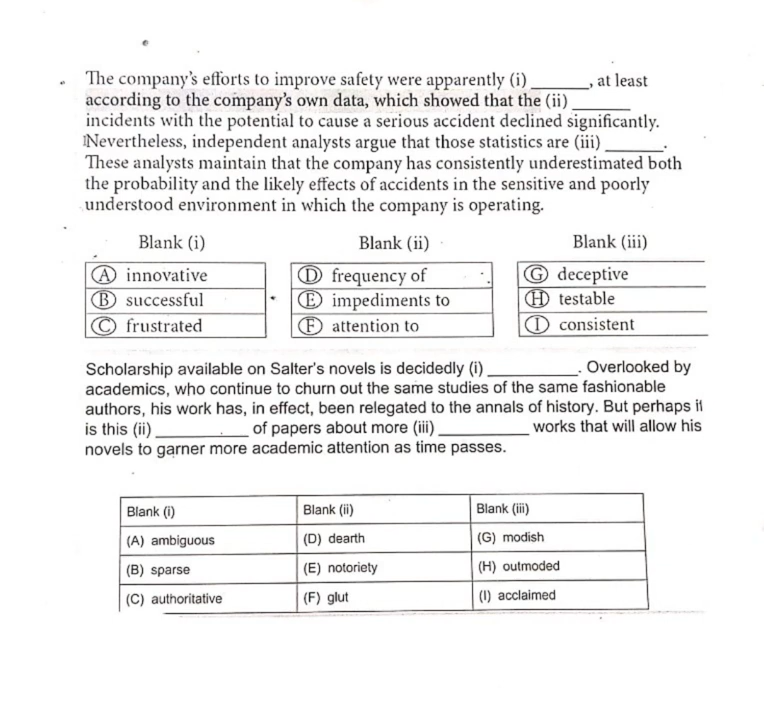 The company's efforts to improve safety were apparently (i) ______, at least
according to the company's own data, which showed that the (ii) ______
incidents with the potential to cause a serious accident declined significantly.
Nevertheless, independent analysts argue that those statistics are (iii) ______.
These analysts maintain that the company has consistently underestimated both
the probability and the likely effects of accidents in the sensitive and poorly
understood environment in which the company is operating.
Blank (i) Blank (ii) Blank (iii)
Ⓐ innovative Ⓓ frequency of Ⓖ deceptive
Ⓑ successful Ⓔ impediments to Ⓗ testable
Ⓒ frustrated Ⓕ attention to Ⓘ consistent
Scholarship available on Salter's novels is decidedly (i) __________. Overlooked by
academics, who continue to churn out the same studies of the same fashionable
authors, his work has, in effect, been relegated to the annals of history. But perhaps it
is this (ii) __________ of papers about more (iii) __________ works that will allow his
novels to garner more academic attention as time passes.
Blank (i) Blank (ii) Blank (iii)
(A) ambiguous (D) dearth (G) modish
(B) sparse (E) notoriety (H) outmoded
(C) authoritative (F) glut (I) acclaimed